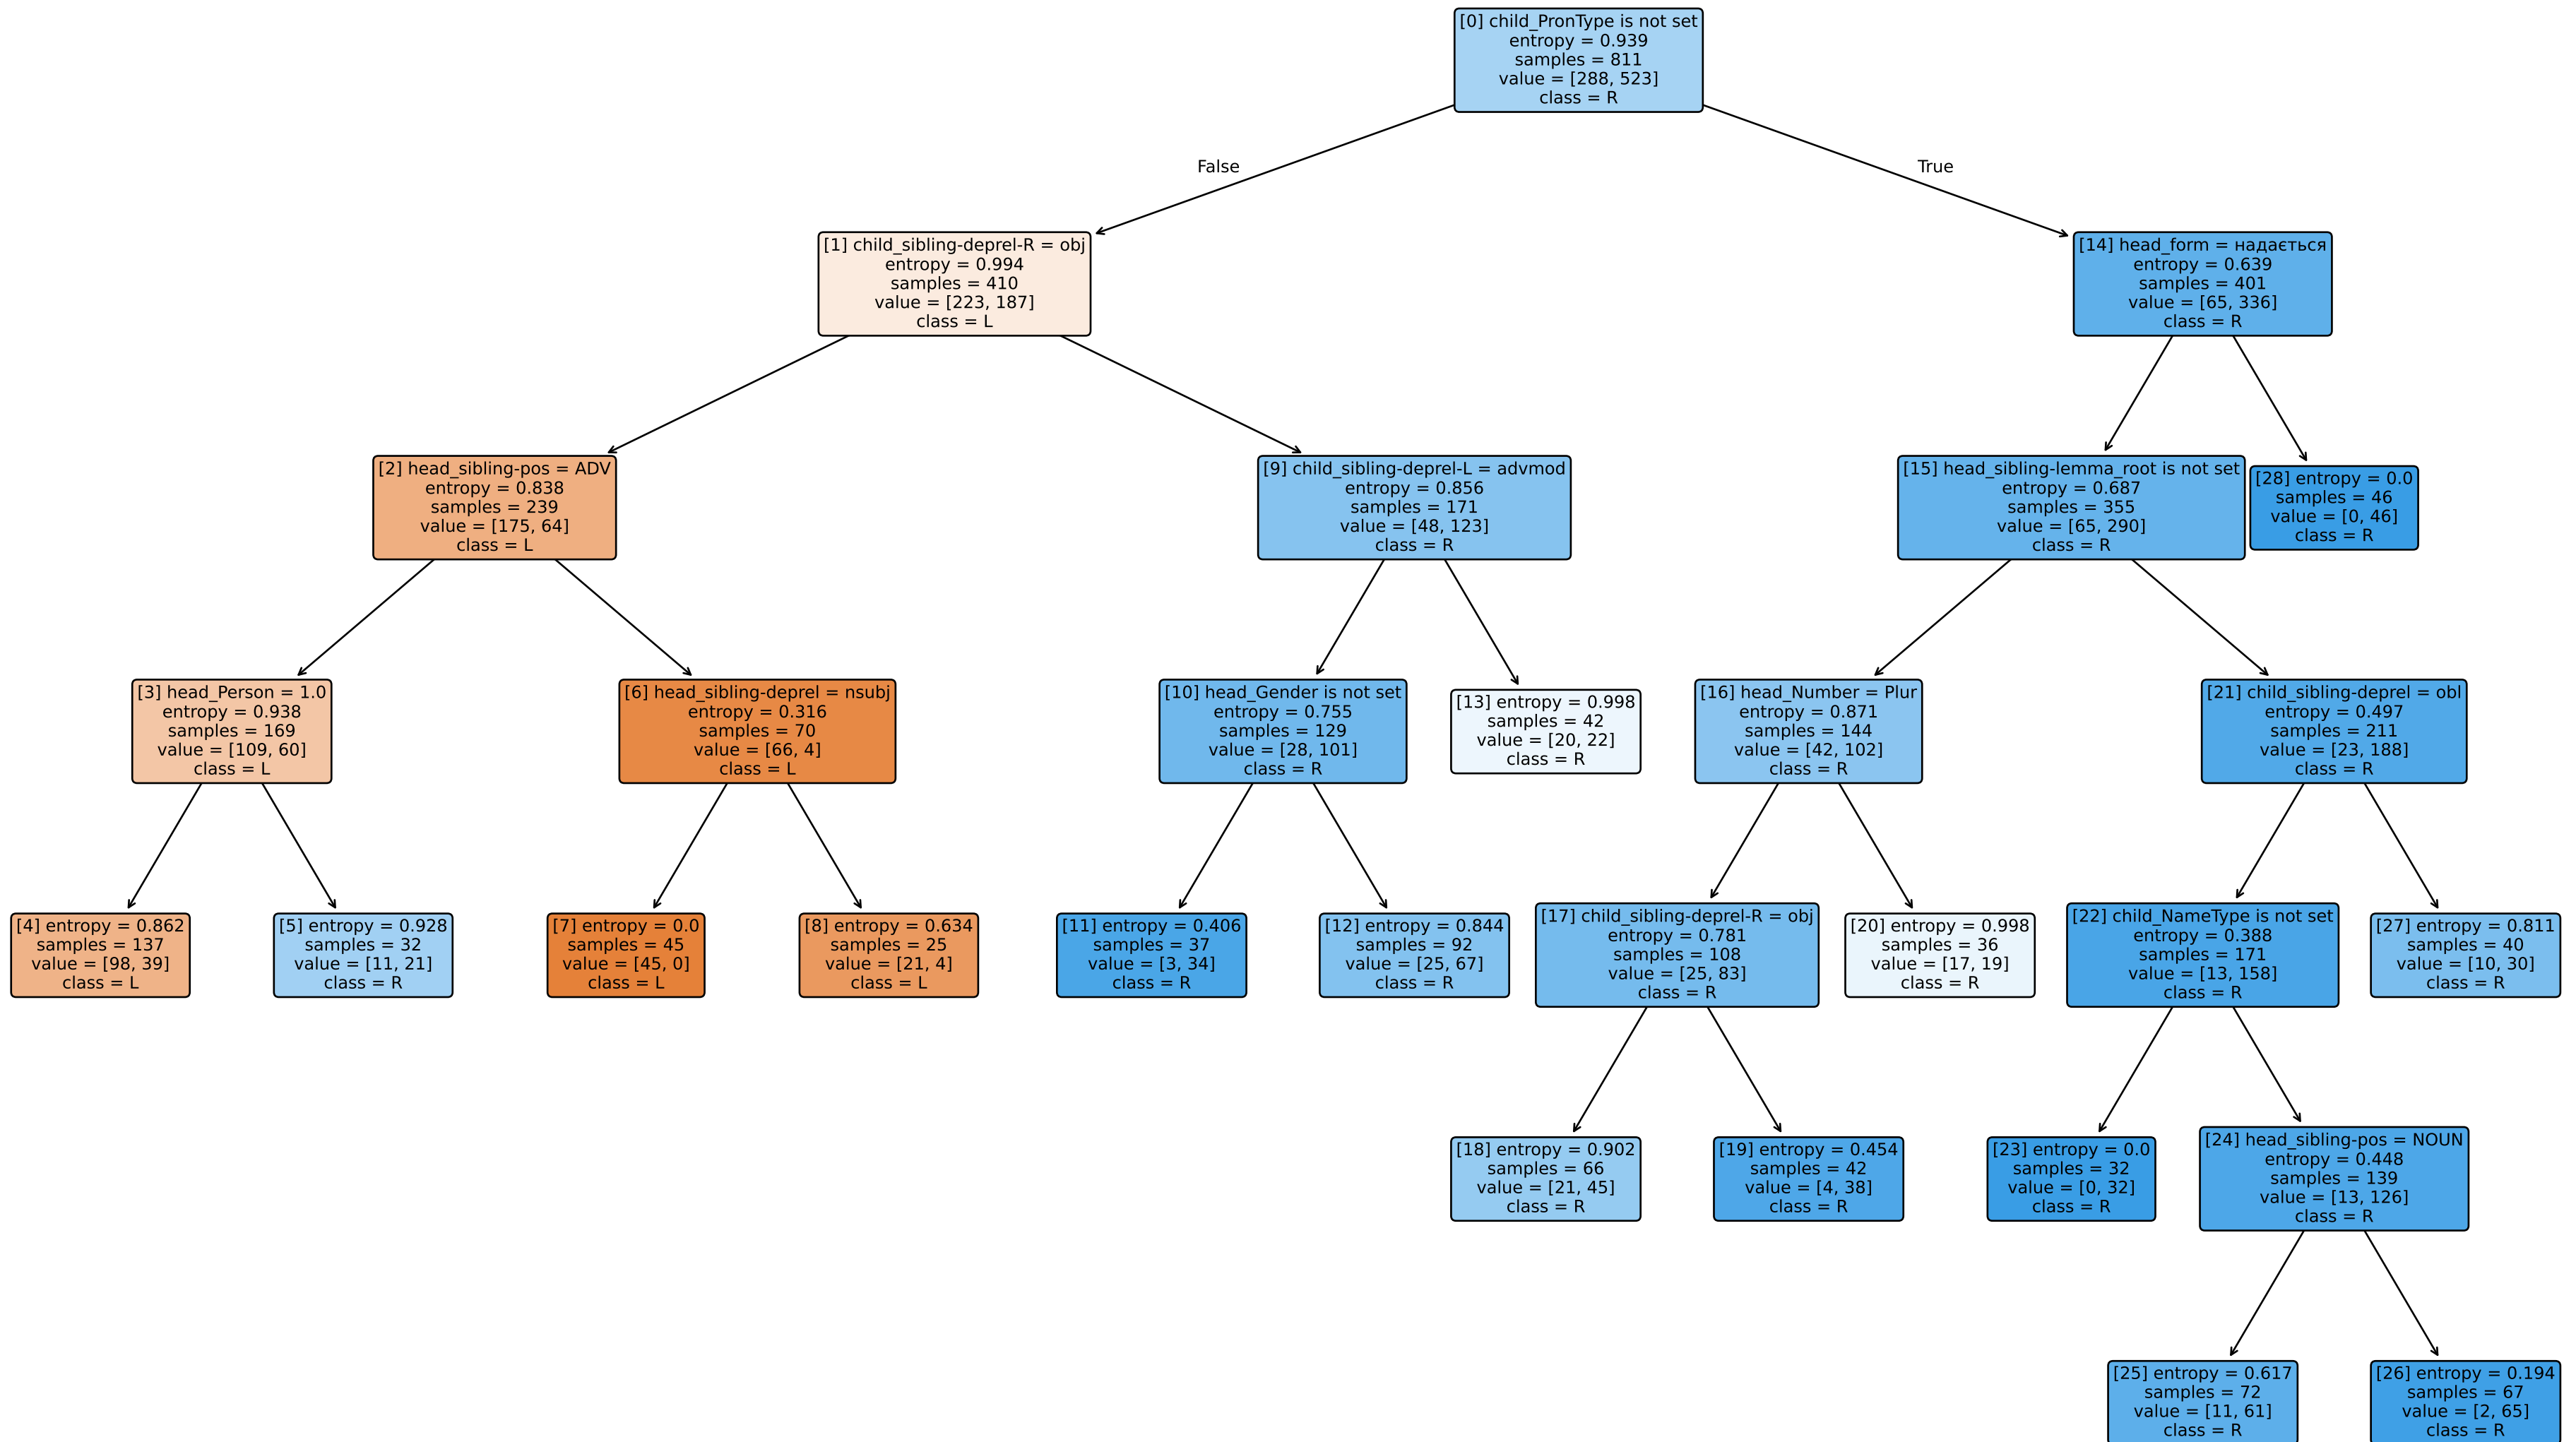 [0] child_PronType is not set
entropy = 0.939
samples = 811
value = [288, 523]
class = R
False
True
[1] child_sibling-deprel-R = obj
entropy = 0.994
samples = 410
value = [223, 187]
class = L
[14] head_form = надається
entropy = 0.639
samples = 401
value = [65, 336]
class = R
[2] head_sibling-pos = ADV
entropy = 0.838
samples = 239
value = [175, 64]
class = L
[9] child_sibling-deprel-L = advmod
entropy = 0.856
samples = 171
value = [48, 123]
class = R
[15] head_sibling-lemma_root is not set
entropy = 0.687
samples = 355
value = [65, 290]
class = R
[28] entropy = 0.0
samples = 46
value = [0, 46]
class = R
[3] head_Person = 1.0
entropy = 0.938
samples = 169
value = [109, 60]
class = L
[6] head_sibling-deprel = nsubj
entropy = 0.316
samples = 70
value = [66, 4]
class = L
[10] head_Gender is not set
entropy = 0.755
samples = 129
value = [28, 101]
class = R
[13] entropy = 0.998
samples = 42
value = [20, 22]
class = R
[16] head_Number = Plur
entropy = 0.871
samples = 144
value = [42, 102]
class = R
[21] child_sibling-deprel = obl
entropy = 0.497
samples = 211
value = [23, 188]
class = R
[4] entropy = 0.862
samples = 137
value = [98, 39]
class = L
[5] entropy = 0.928
samples = 32
value = [11, 21]
class = R
[7] entropy = 0.0
samples = 45
value = [45, 0]
class = L
[8] entropy = 0.634
samples = 25
value = [21, 4]
class = L
[11] entropy = 0.406
samples = 37
value = [3, 34]
class = R
[12] entropy = 0.844
samples = 92
value = [25, 67]
class = R
[17] child_sibling-deprel-R = obj
entropy = 0.781
samples = 108
value = [25, 83]
class = R
[20] entropy = 0.998
samples = 36
value = [17, 19]
class = R
[22] child_NameType is not set
entropy = 0.388
samples = 171
value = [13, 158]
class = R
[27] entropy = 0.811
samples = 40
value = [10, 30]
class = R
[18] entropy = 0.902
samples = 66
value = [21, 45]
class = R
[19] entropy = 0.454
samples = 42
value = [4, 38]
class = R
[23] entropy = 0.0
samples = 32
value = [0, 32]
class = R
[24] head_sibling-pos = NOUN
entropy = 0.448
samples = 139
value = [13, 126]
class = R
[25] entropy = 0.617
samples = 72
value = [11, 61]
class = R
[26] entropy = 0.194
samples = 67
value = [2, 65]
class = R